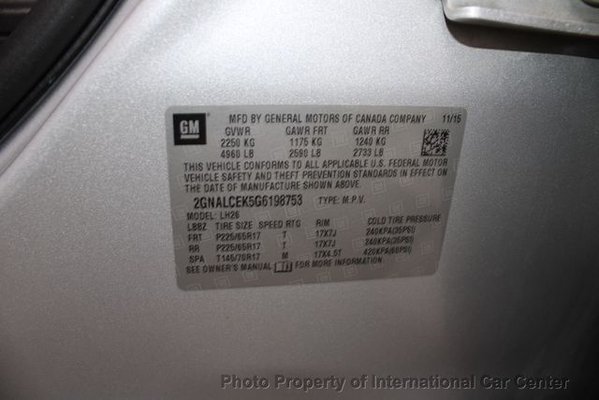 GM
MFD BY GENERAL MOTORS OF CANADA COMPANY 11/15
GVWR GAWR FRT GAWR RR
2250 KG 1175 KG 1240 KG
4960 LB 2590 LB 2733 LB
THIS VEHICLE CONFORMS TO ALL APPLICABLE U.S. FEDERAL MOTOR
VEHICLE SAFETY AND THEFT PREVENTION STANDARDS IN EFFECT ON
THE DATE OF MANUFACTURE SHOWN ABOVE.
2GNALCEK5G6198753 TYPE: M.P.V.
MODEL: LH26
LBBZ TIRE SIZE SPEED RTG RIM COLD TIRE PRESSURE
FRT P225/65R17 T 17X7J 240KPA(35PSI)
RR P225/65R17 T 17X7J 240KPA(35PSI)
SPA T145/70R17 M 17X4.0T 420KPA(60PSI)
SEE OWNER'S MANUAL FOR MORE INFORMATION.
Photo Property of International Car Center